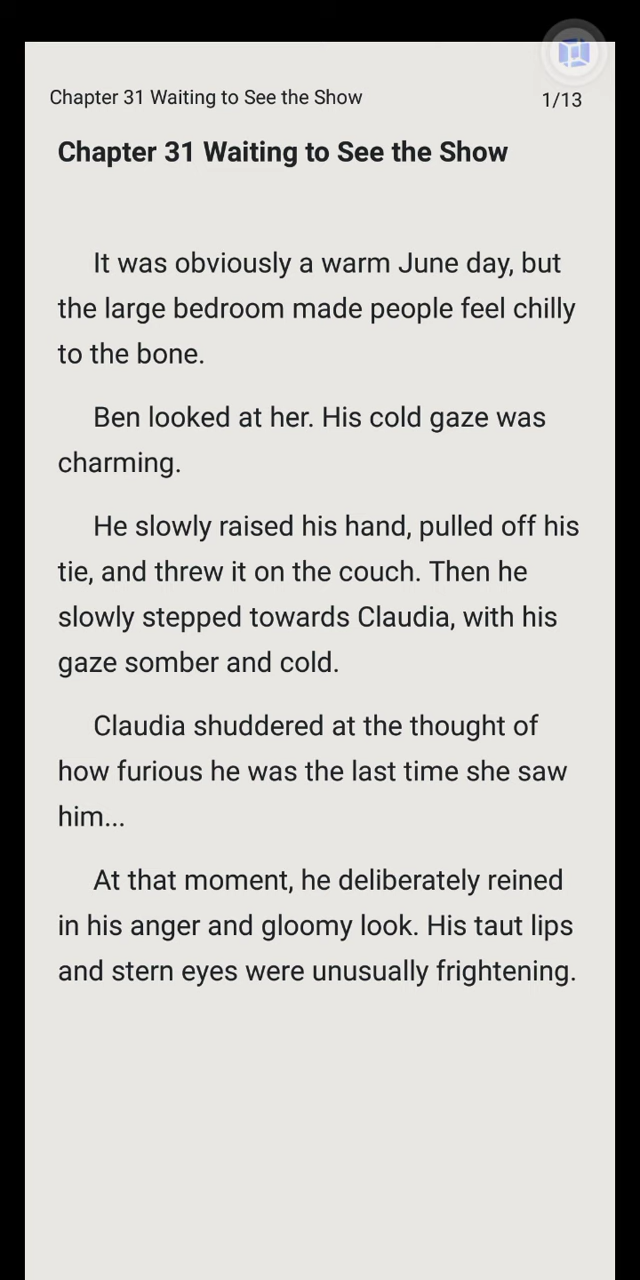 Chapter 31 Waiting to See the Show
1/13
Chapter 31 Waiting to See the Show
It was obviously a warm June day, but
the large bedroom made people feel chilly
to the bone.
Ben looked at her. His cold gaze was
charming.
He slowly raised his hand, pulled off his
tie, and threw it on the couch. Then he
slowly stepped towards Claudia, with his
gaze somber and cold.
Claudia shuddered at the thought of
how furious he was the last time she saw
him...
At that moment, he deliberately reined
in his anger and gloomy look. His taut lips
and stern eyes were unusually frightening.